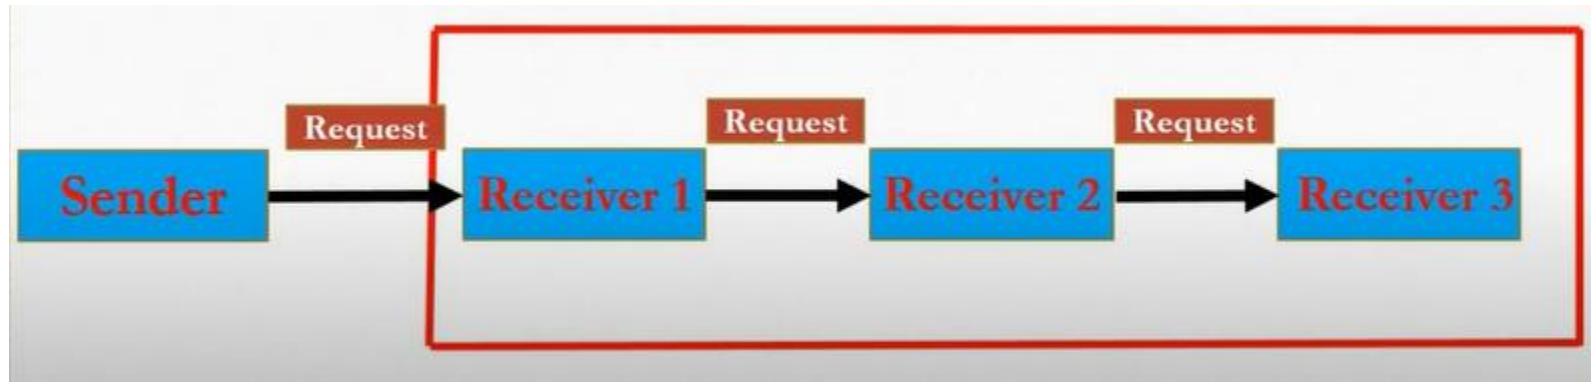 Request
Request
Request
Sender
Receiver 1
Receiver 2
Receiver 3